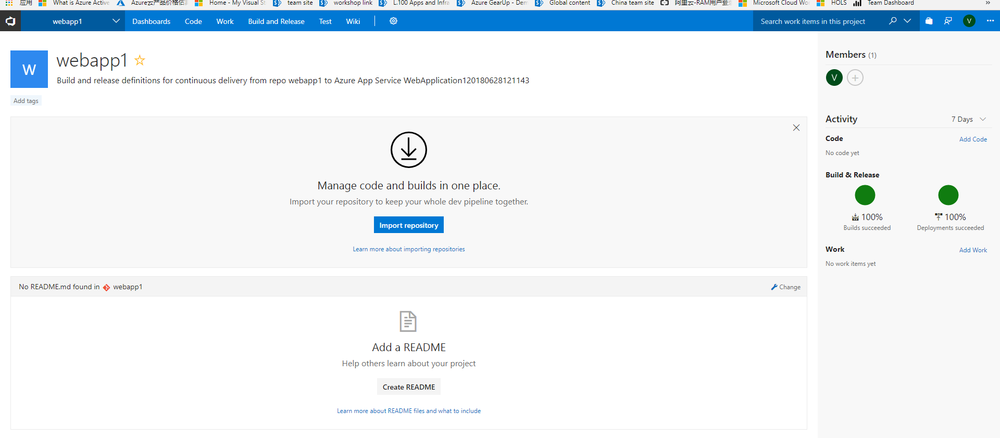 应用 What is Azure Active Azure云产品价格估 Home - My Visual St team site workshop link L.100 Apps and Infra Azure GearUp - Dem Global content China team site 阿里云-RAM用户登 Microsoft Cloud Wor HOLS Team Dashboard »
webapp1 Dashboards Code Work Build and Release Test Wiki Search work items in this project V ...
W webapp1
Build and release definitions for continuous delivery from repo webapp1 to Azure App Service WebApplication120180628121143
Add tags
Manage code and builds in one place.
Import your repository to keep your whole dev pipeline together.
Import repository
Learn more about importing repositories
No README.md found in webapp1 Change
Add a README
Help others learn about your project
Create README
Learn more about README files and what to include
Members (1)
V +
Activity 7 Days
Code Add Code
No code yet
Build & Release
100% 100%
Builds succeeded Deployments succeeded
Work Add Work
No work items yet